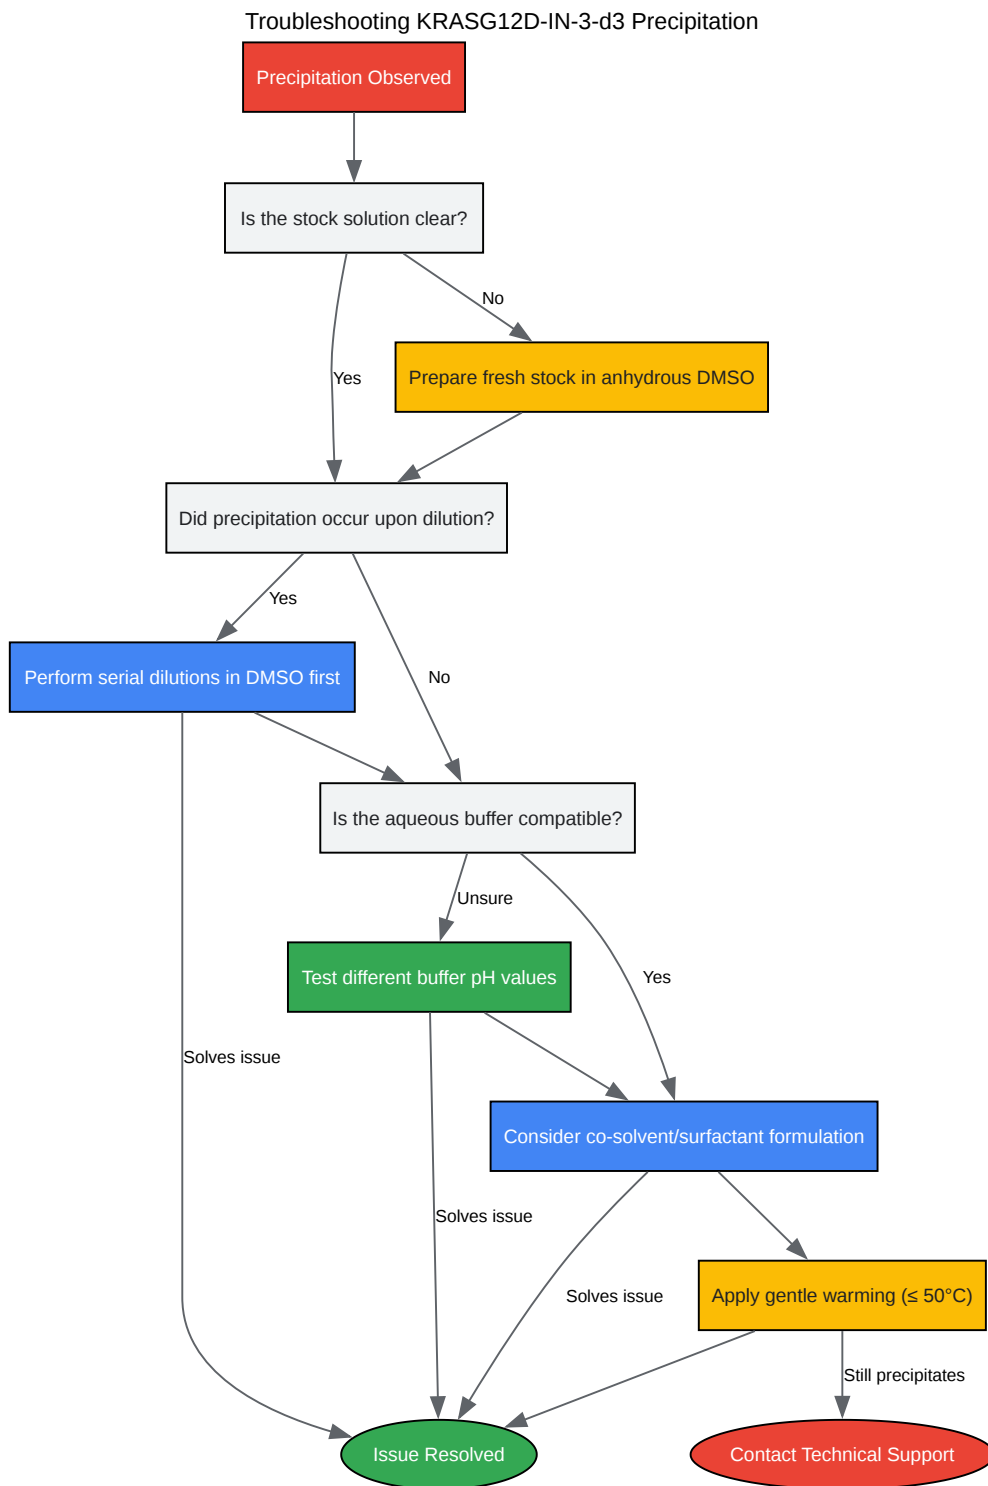 Troubleshooting KRASG12D-IN-3-d3 Precipitation
Precipitation Observed
Is the stock solution clear?
No
Yes
Prepare fresh stock in anhydrous DMSO
Did precipitation occur upon dilution?
Yes
No
Perform serial dilutions in DMSO first
Is the aqueous buffer compatible?
Unsure
Yes
Test different buffer pH values
Solves issue
Consider co-solvent/surfactant formulation
Solves issue
Solves issue
Apply gentle warming (≤ 50°C)
Still precipitates
Issue Resolved
Contact Technical Support